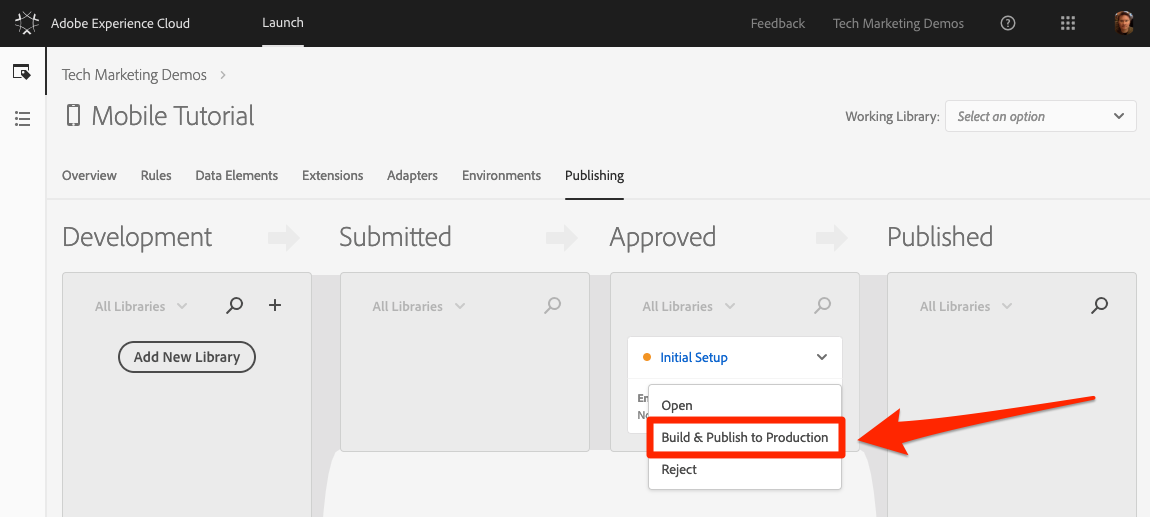 Adobe Experience Cloud
Launch
Feedback
Tech Marketing Demos
Tech Marketing Demos
Mobile Tutorial
Working Library:
Select an option
Overview
Rules
Data Elements
Extensions
Adapters
Environments
Publishing
Development
Submitted
Approved
Published
All Libraries
All Libraries
All Libraries
All Libraries
Add New Library
Initial Setup
Open
Build & Publish to Production
Reject